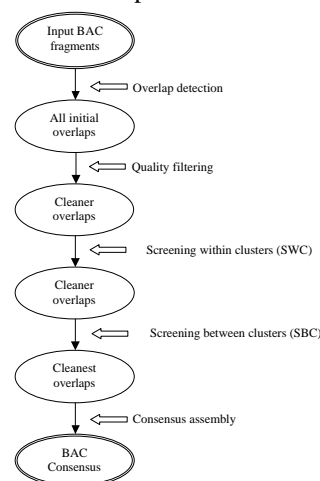 Input BAC
fragments
Overlap detection
All initial
overlaps
Quality filtering
Cleaner
overlaps
Screening within clusters (SWC)
Cleaner
overlaps
Screening between clusters (SBC)
Cleanest
overlaps
Consensus assembly
BAC
Consensus